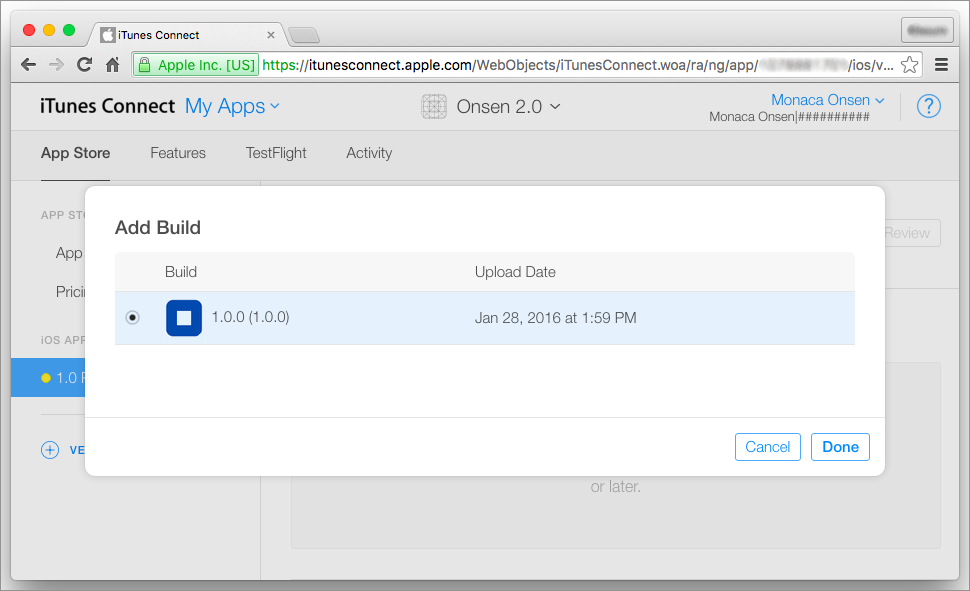 iTunes Connect
Apple Inc. [US] https://itunesconnect.apple.com/WebObjects/iTunesConnect.woa/ra/ng/app/ /ios/v...
iTunes Connect My Apps Onsen 2.0 Monaca Onsen ?
Monaca Onsen|##########
App Store Features TestFlight Activity
Add Build
APP STO
Review
App
Build Upload Date
Pricin
1.0.0 (1.0.0) Jan 28, 2016 at 1:59 PM
iOS APP
1.0 P
Cancel Done
VE
or later.